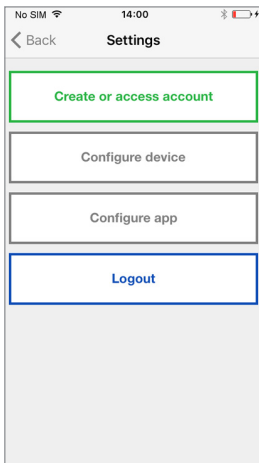 No SIM 14:00
Back Settings
Create or access account
Configure device
Configure app
Logout